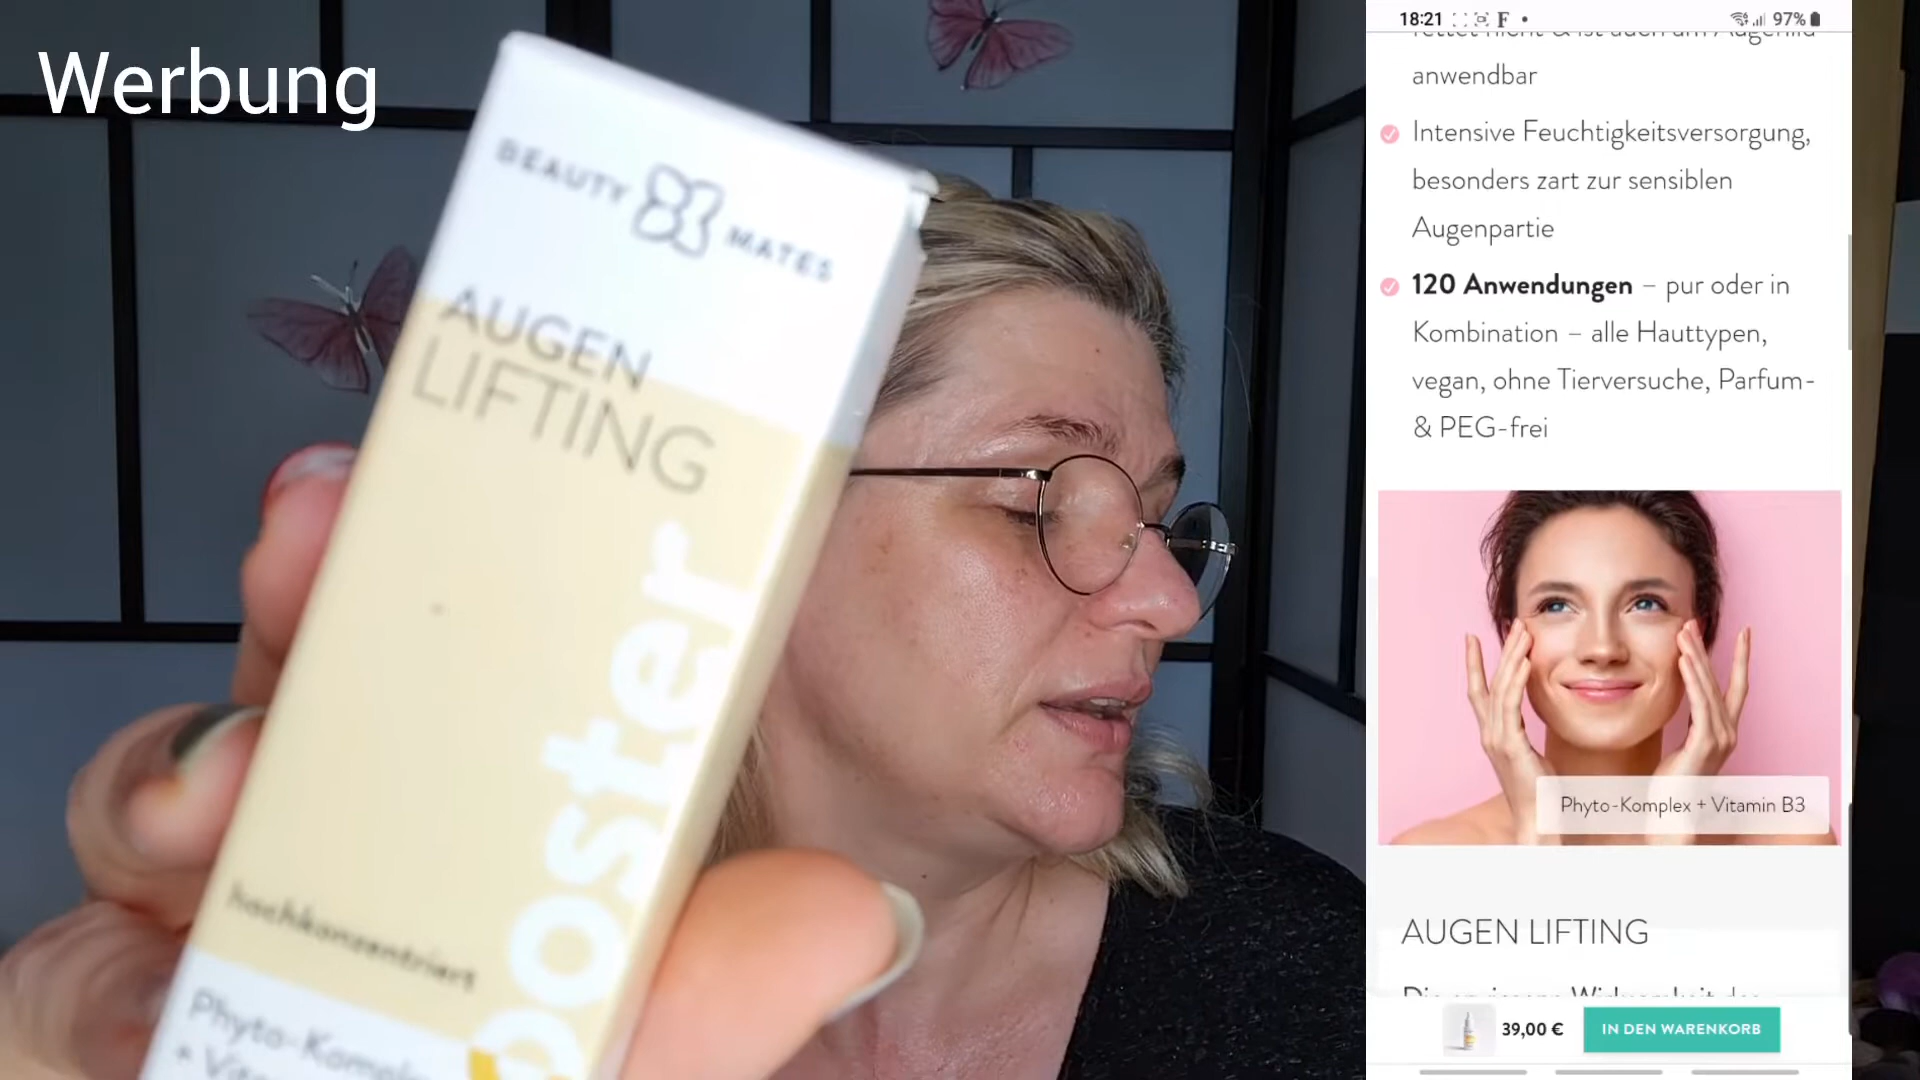 Werbung
BEAUTY MATES
AUGEN
LIFTING
booster
hochkonzentriert
Phyto-Komplex
18:21 F 97%
anwendbar
Intensive Feuchtigkeitsversorgung,
besonders zart zur sensiblen
Augenpartie
120 Anwendungen – pur oder in
Kombination – alle Hauttypen,
vegan, ohne Tierversuche, Parfum-
& PEG-frei
Phyto-Komplex + Vitamin B3
AUGEN LIFTING
39,00 €
IN DEN WARENKORB